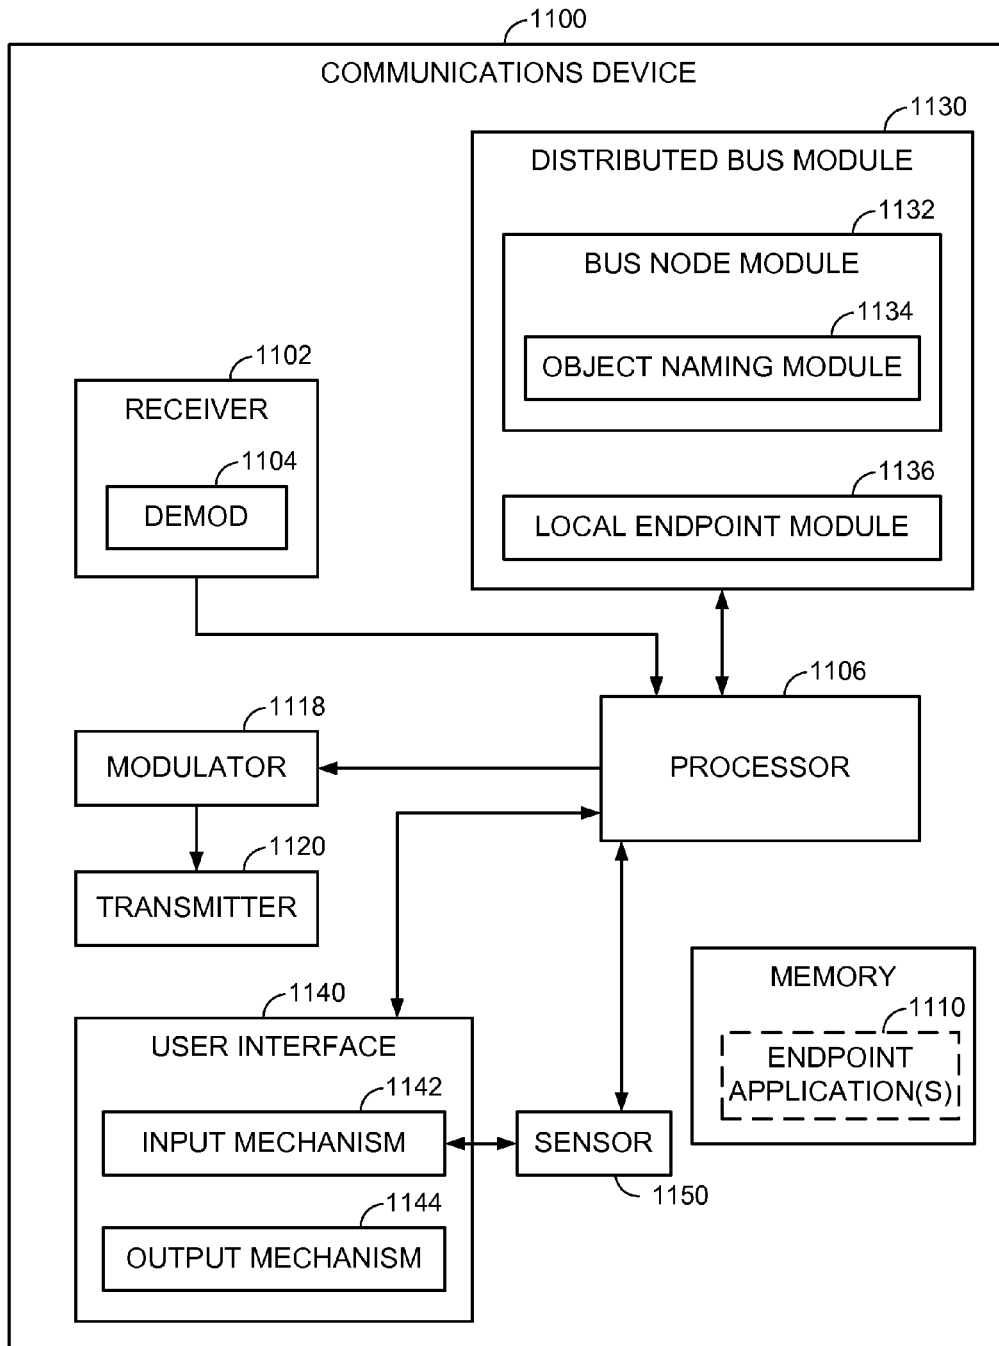 1100
COMMUNICATIONS DEVICE
1130
DISTRIBUTED BUS MODULE
1132
BUS NODE MODULE
1134
OBJECT NAMING MODULE
1136
LOCAL ENDPOINT MODULE
1102
RECEIVER
1104
DEMOD
1106
PROCESSOR
1118
MODULATOR
1120
TRANSMITTER
MEMORY
1110
ENDPOINT
APPLICATION(S)
1140
USER INTERFACE
1142
INPUT MECHANISM
1144
OUTPUT MECHANISM
SENSOR
1150